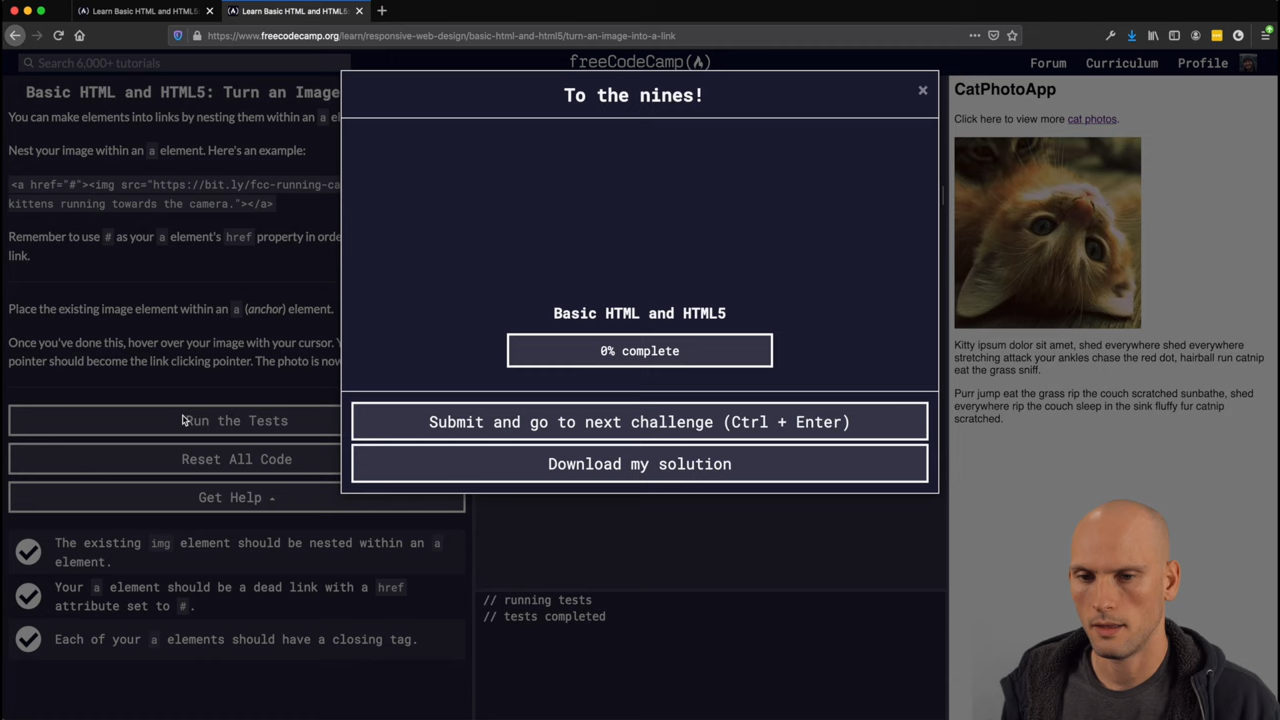 Learn Basic HTML and HTML5:
Learn Basic HTML and HTML5:
https://www.freecodecamp.org/learn/responsive-web-design/basic-html-and-html5/turn-an-image-into-a-link
Search 6,000+ tutorials
freeCodeCamp
Forum
Curriculum
Profile
Basic HTML and HTML5: Turn an Image
You can make elements into links by nesting them within an a
Nest your image within an a element. Here's an example:
<a href="#"><img src="https://bit.ly/fcc-running-ca
kittens running towards the camera."></a>
Remember to use # as your a element's href property in orde
link.
Place the existing image element within an a (anchor) element.
Once you've done this, hover over your image with your cursor. Y
pointer should become the link clicking pointer. The photo is now
Run the Tests
Reset All Code
Get Help
The existing img element should be nested within an a
element.
Your a element should be a dead link with a href
attribute set to #.
Each of your a elements should have a closing tag.
To the nines!
×
Basic HTML and HTML5
0% complete
Submit and go to next challenge (Ctrl + Enter)
Download my solution
// running tests
// tests completed
CatPhotoApp
Click here to view more cat photos.
Kitty ipsum dolor sit amet, shed everywhere shed everywhere
stretching attack your ankles chase the red dot, hairball run catnip
eat the grass sniff.
Purr jump eat the grass rip the couch scratched sunbathe, shed
everywhere rip the couch sleep in the sink fluffy fur catnip
scratched.